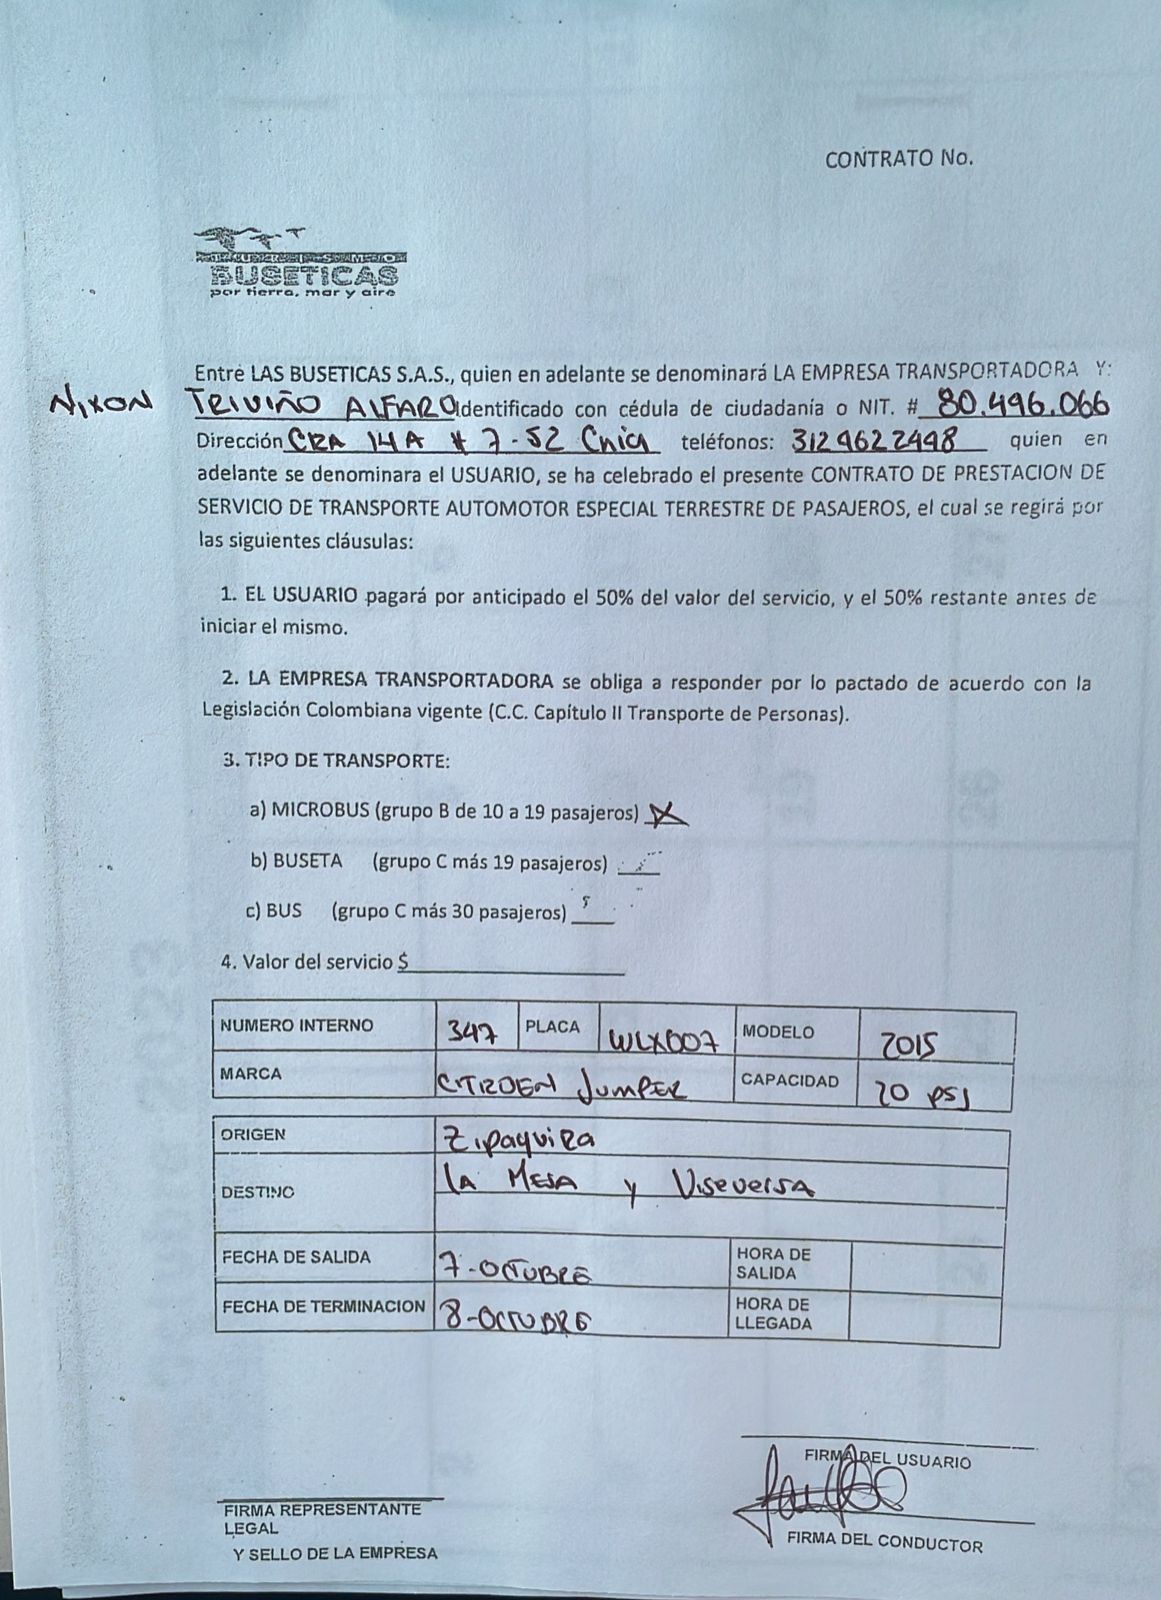 CONTRATO No.
TURISMO
BUSETICAS
por tierra, mar y aire
Entre LAS BUSETICAS S.A.S., quien en adelante se denominará LA EMPRESA TRANSPORTADORA Y:
NIXON TRIVIÑO ALFARO identificado con cédula de ciudadanía o NIT. # 80.496.066
Dirección CRA 14A # 7-52 Chia teléfonos: 3124622448 quien en
adelante se denominara el USUARIO, se ha celebrado el presente CONTRATO DE PRESTACION DE
SERVICIO DE TRANSPORTE AUTOMOTOR ESPECIAL TERRESTRE DE PASAJEROS, el cual se regirá por
las siguientes cláusulas:
1. EL USUARIO pagará por anticipado el 50% del valor del servicio, y el 50% restante antes de
iniciar el mismo.
2. LA EMPRESA TRANSPORTADORA se obliga a responder por lo pactado de acuerdo con la
Legislación Colombiana vigente (C.C. Capítulo II Transporte de Personas).
3. TIPO DE TRANSPORTE:
a) MICROBUS (grupo B de 10 a 19 pasajeros) X
b) BUSETA (grupo C más 19 pasajeros)
c) BUS (grupo C más 30 pasajeros)
4. Valor del servicio $
NUMERO INTERNO 347 PLACA WLX007 MODELO 2015
MARCA CITROEN JUMPER CAPACIDAD 20 PSJ
ORIGEN Zipaquira
DESTINO LA MESA y Viseversa
FECHA DE SALIDA 7-OCTUBRE HORA DE
SALIDA
FECHA DE TERMINACION 8-OCTUBRE HORA DE
LLEGADA
FIRMA DEL USUARIO
FIRMA REPRESENTANTE
LEGAL
Y SELLO DE LA EMPRESA
FIRMA DEL CONDUCTOR